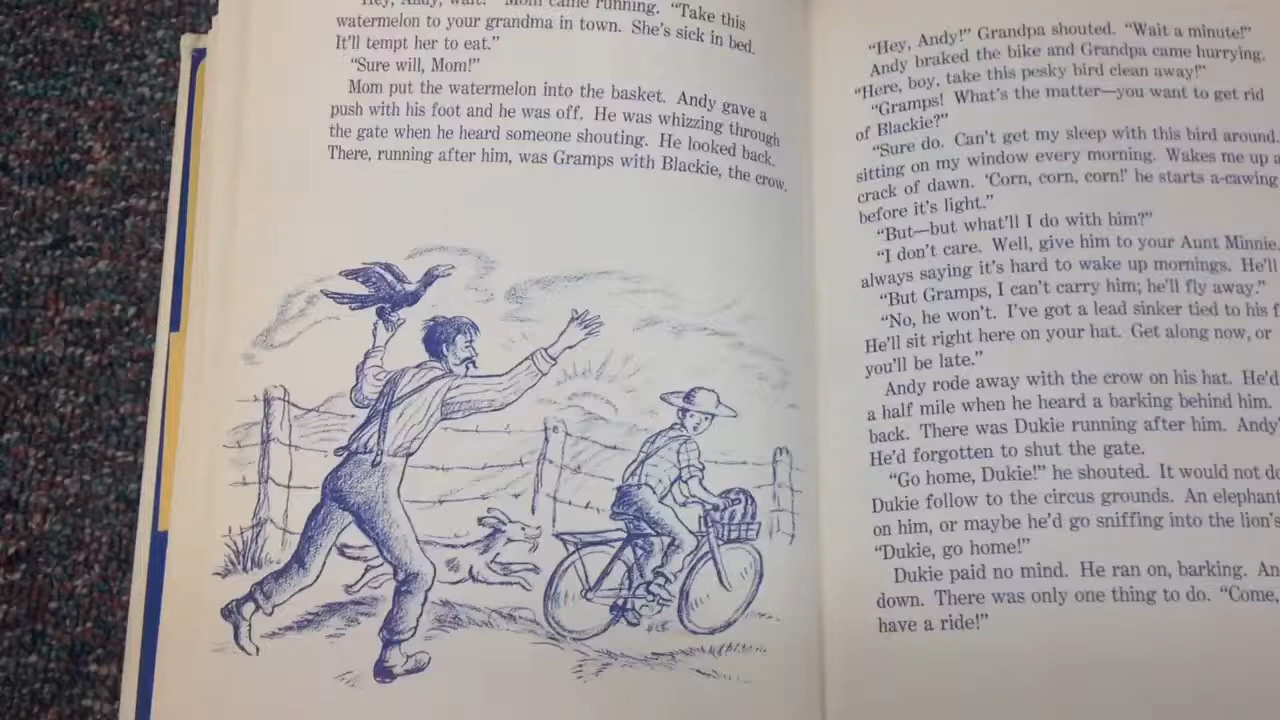 "Hey, Andy, wait!" Mom came running. "Take this
watermelon to your grandma in town. She's sick in bed.
It'll tempt her to eat."
"Sure will, Mom!"
Mom put the watermelon into the basket. Andy gave a
push with his foot and he was off. He was whizzing through
the gate when he heard someone shouting. He looked back.
There, running after him, was Gramps with Blackie, the crow.
"Hey, Andy!" Grandpa shouted. "Wait a minute!"
Andy braked the bike and Grandpa came hurrying.
"Here, boy, take this pesky bird clean away!"
"Gramps! What's the matter—you want to get rid
of Blackie?"
"Sure do. Can't get my sleep with this bird around.
sitting on my window every morning. Wakes me up a
crack of dawn. 'Corn, corn, corn!' he starts a-cawing
before it's light."
"But—but what'll I do with him?"
"I don't care. Well, give him to your Aunt Minnie.
always saying it's hard to wake up mornings. He'll
"But Gramps, I can't carry him; he'll fly away."
"No, he won't. I've got a lead sinker tied to his f
He'll sit right here on your hat. Get along now, or
you'll be late."
Andy rode away with the crow on his hat. He'd
a half mile when he heard a barking behind him.
back. There was Dukie running after him. Andy'
He'd forgotten to shut the gate.
"Go home, Dukie!" he shouted. It would not do
Dukie follow to the circus grounds. An elephant
on him, or maybe he'd go sniffing into the lion's
"Dukie, go home!"
Dukie paid no mind. He ran on, barking. An
down. There was only one thing to do. "Come,
have a ride!"